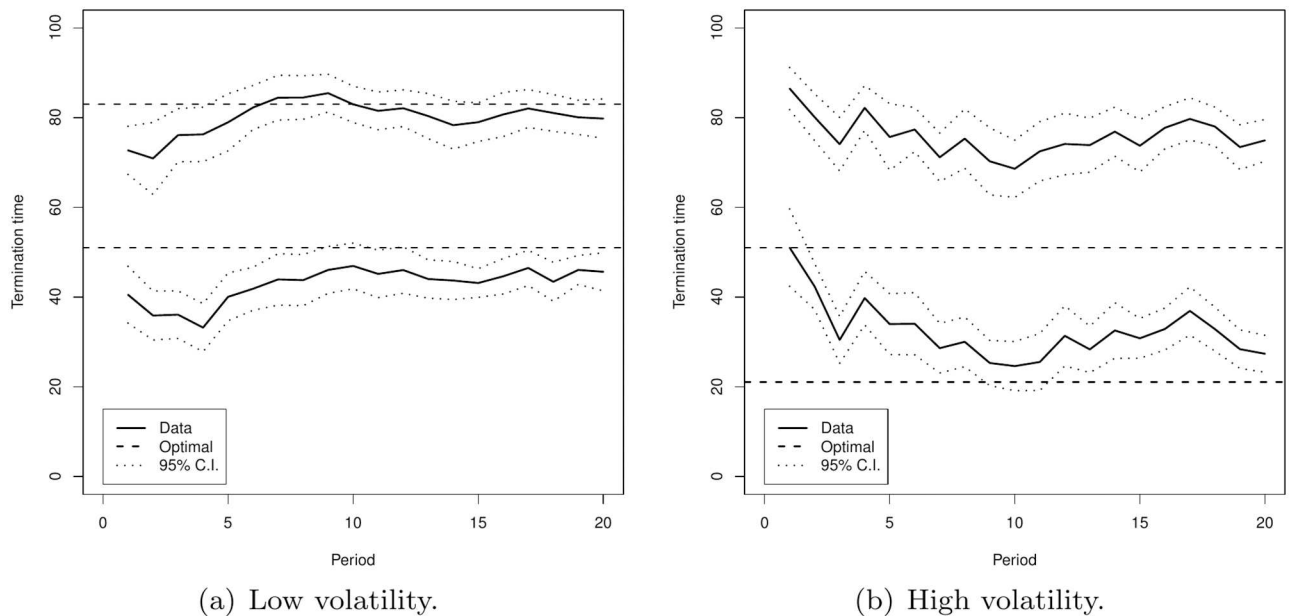 100
80
60
40
20
0
Termination time
Data
Optimal
95% C.I.
0 5 10 15 20
Period
(a) Low volatility.
100
80
60
40
20
0
Termination time
Data
Optimal
95% C.I.
0 5 10 15 20
Period
(b) High volatility.